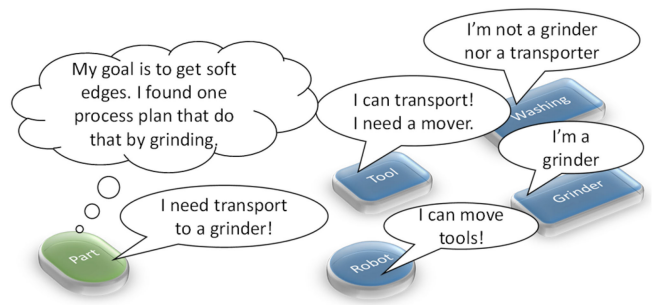 My goal is to get soft
edges. I found one
process plan that do
that by grinding.
I'm not a grinder
nor a transporter
Washing
I can transport!
I need a mover.
Tool
I'm a
grinder
Grinder
I need transport
to a grinder!
Part
I can move
tools!
Robot